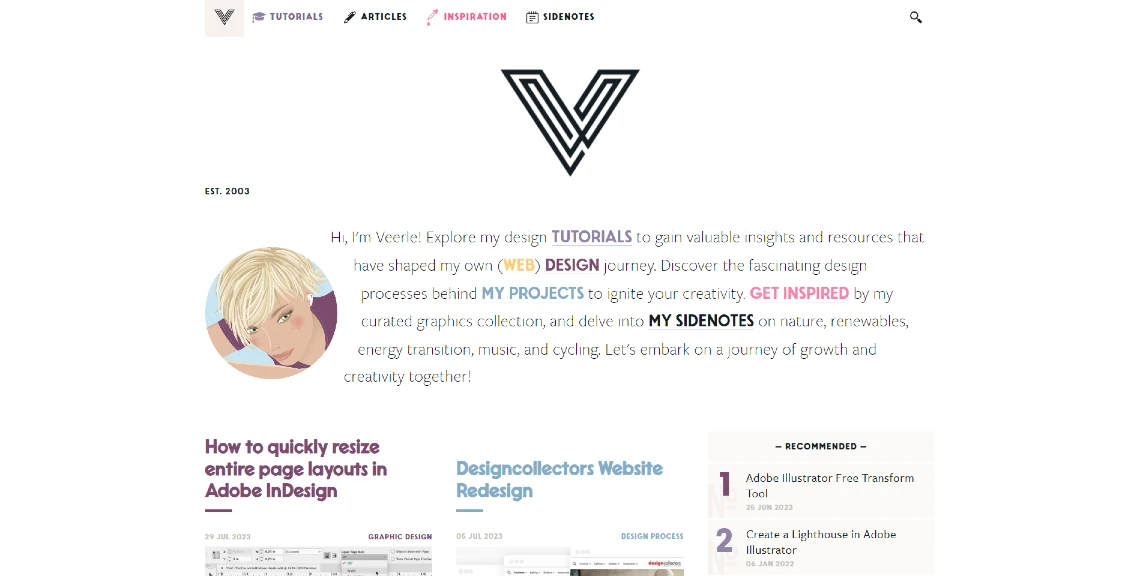 TUTORIALS ARTICLES INSPIRATION SIDENOTES
EST. 2003
Hi, I'm Veerle! Explore my design TUTORIALS to gain valuable insights and resources that
have shaped my own (WEB) DESIGN journey. Discover the fascinating design
processes behind MY PROJECTS to ignite your creativity. GET INSPIRED by my
curated graphics collection, and delve into MY SIDENOTES on nature, renewables,
energy transition, music, and cycling. Let's embark on a journey of growth and
creativity together!
How to quickly resize
entire page layouts in
Adobe InDesign
29 JUL 2023 GRAPHIC DESIGN
Designcollectors Website
Redesign
05 JUL 2023 DESIGN PROCESS
— RECOMMENDED —
1 Adobe Illustrator Free Transform
Tool
25 JUN 2023
2 Create a Lighthouse in Adobe
Illustrator
06 JAN 2022